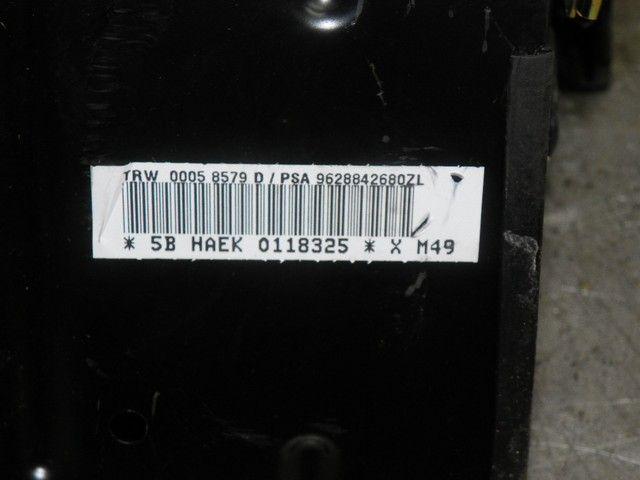 TRW 0005 8579 D / PSA 9628842680ZL
* 5B HAEK 0118325 * X M49